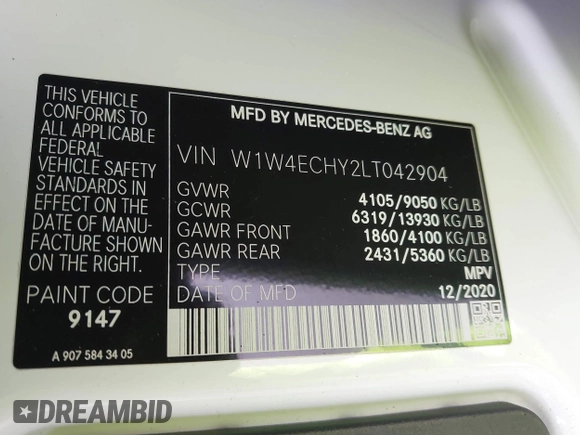 THIS VEHICLE
CONFORMS TO
ALL APPLICABLE
FEDERAL
VEHICLE SAFETY
STANDARDS IN
EFFECT ON THE
DATE OF MANU-
FACTURE SHOWN
ON THE RIGHT.
PAINT CODE
9147
A 907 584 34 05
MFD BY MERCEDES-BENZ AG
VIN W1W4ECHY2LT042904
GVWR 4105/9050 KG/LB
GCWR 6319/13930 KG/LB
GAWR FRONT 1860/4100 KG/LB
GAWR REAR 2431/5360 KG/LB
TYPE MPV
DATE OF MFD 12/2020
DREAMBID